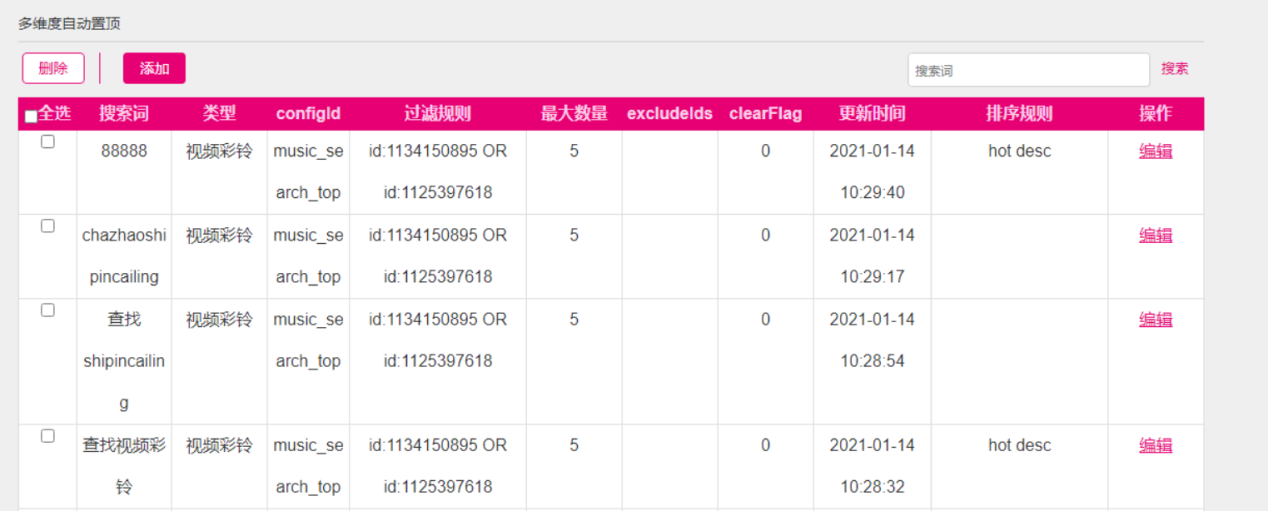 多维度自动置顶
删除 添加 搜索词 搜索
全选 搜索词 类型 configId 过滤规则 最大数量 excludeIds clearFlag 更新时间 排序规则 操作
88888 视频彩铃 music_se id:1134150895 OR 5 0 2021-01-14 hot desc 编辑
arch_top id:1125397618 10:29:40
chazhaoshi 视频彩铃 music_se id:1134150895 OR 5 0 2021-01-14 编辑
pincailing arch_top id:1125397618 10:29:17
查找 视频彩铃 music_se id:1134150895 OR 5 0 2021-01-14 编辑
shipincailin arch_top id:1125397618 10:28:54
g
查找视频彩 视频彩铃 music_se id:1134150895 OR 5 0 2021-01-14 hot desc 编辑
铃 arch_top id:1125397618 10:28:32